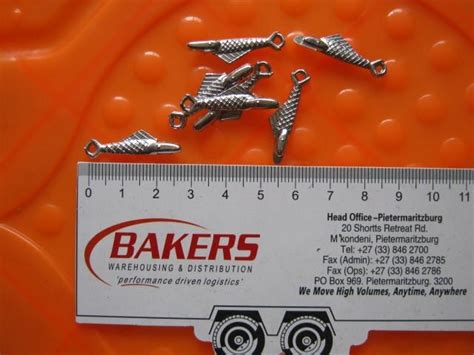 0 1 2 3 4 5 6 7 8 9 10 11
BAKERS
WAREHOUSING & DISTRIBUTION
'performance driven logistics'
Head Office -Pietermaritzburg
20 Shortts Retreat Rd.
Mkondeni, Pietermaritzburg
Tel: +27 (33) 846 2700
Fax (Admin): +27 (33) 846 2785
Fax (Ops): +27 (33) 846 2786
PO Box 969. Pietermaritzburg. 3200
We Move High Volumes, Anytime, Anywhere